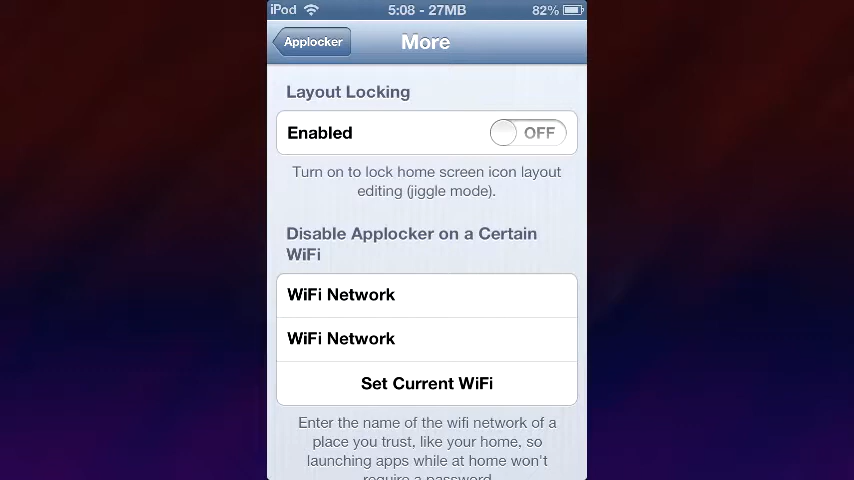 iPod 5:08 - 27MB 82%
Applocker More
Layout Locking
Enabled OFF
Turn on to lock home screen icon layout
editing (jiggle mode).
Disable Applocker on a Certain
WiFi
WiFi Network
WiFi Network
Set Current WiFi
Enter the name of the wifi network of a
place you trust, like your home, so
launching apps while at home won't
require a password